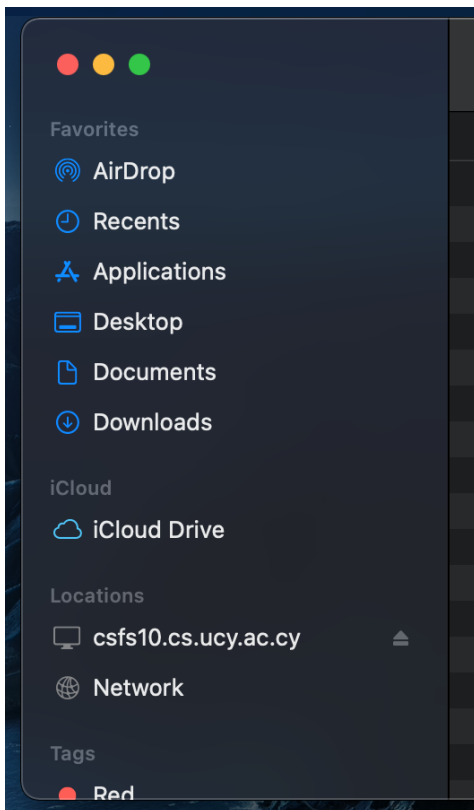 Favorites
AirDrop
Recents
Applications
Desktop
Documents
Downloads
iCloud
iCloud Drive
Locations
csfs10.cs.ucy.ac.cy
Network
Tags
Red